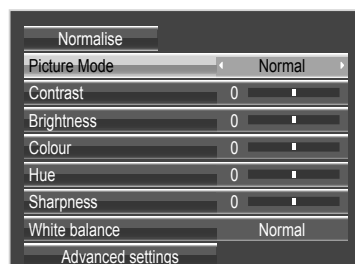 Normalise
Picture Mode Normal
Contrast 0
Brightness 0
Colour 0
Hue 0
Sharpness 0
White balance Normal
Advanced settings